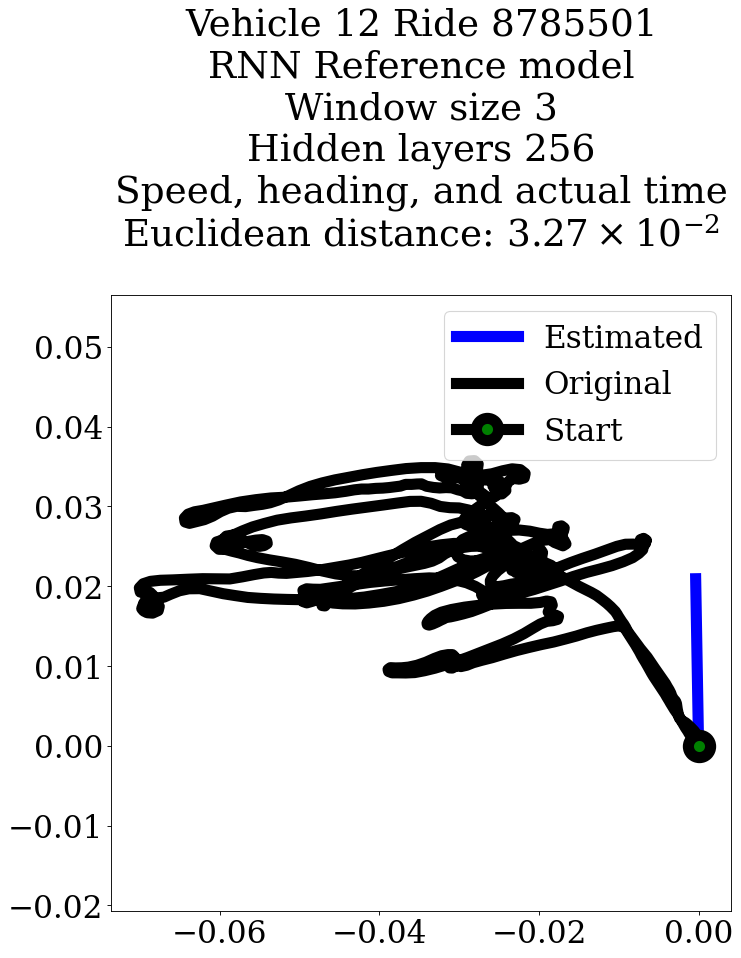 Vehicle 12 Ride 8785501
RNN Reference model
Window size 3
Hidden layers 256
Speed, heading, and actual time
Euclidean distance: 3.27 × 10⁻²
Estimated
Original
Start
0.05
0.04
0.03
0.02
0.01
0.00
−0.01
−0.02
−0.06
−0.04
−0.02
0.00